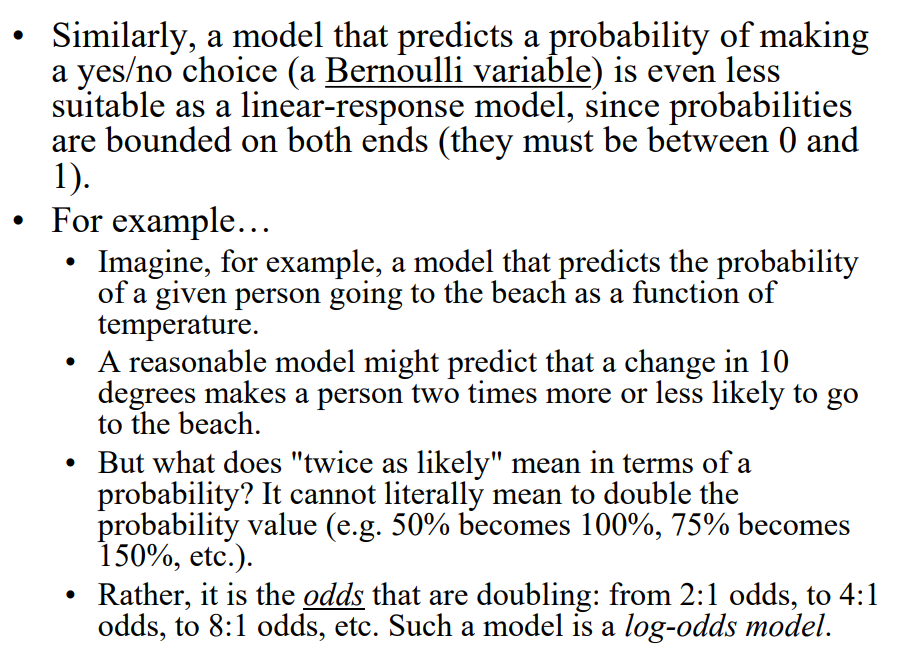 • Similarly, a model that predicts a probability of making
a yes/no choice (a Bernoulli variable) is even less
suitable as a linear-response model, since probabilities
are bounded on both ends (they must be between 0 and
1).
• For example…
• Imagine, for example, a model that predicts the probability
of a given person going to the beach as a function of
temperature.
• A reasonable model might predict that a change in 10
degrees makes a person two times more or less likely to go
to the beach.
• But what does "twice as likely" mean in terms of a
probability? It cannot literally mean to double the
probability value (e.g. 50% becomes 100%, 75% becomes
150%, etc.).
• Rather, it is the odds that are doubling: from 2:1 odds, to 4:1
odds, to 8:1 odds, etc. Such a model is a log-odds model.